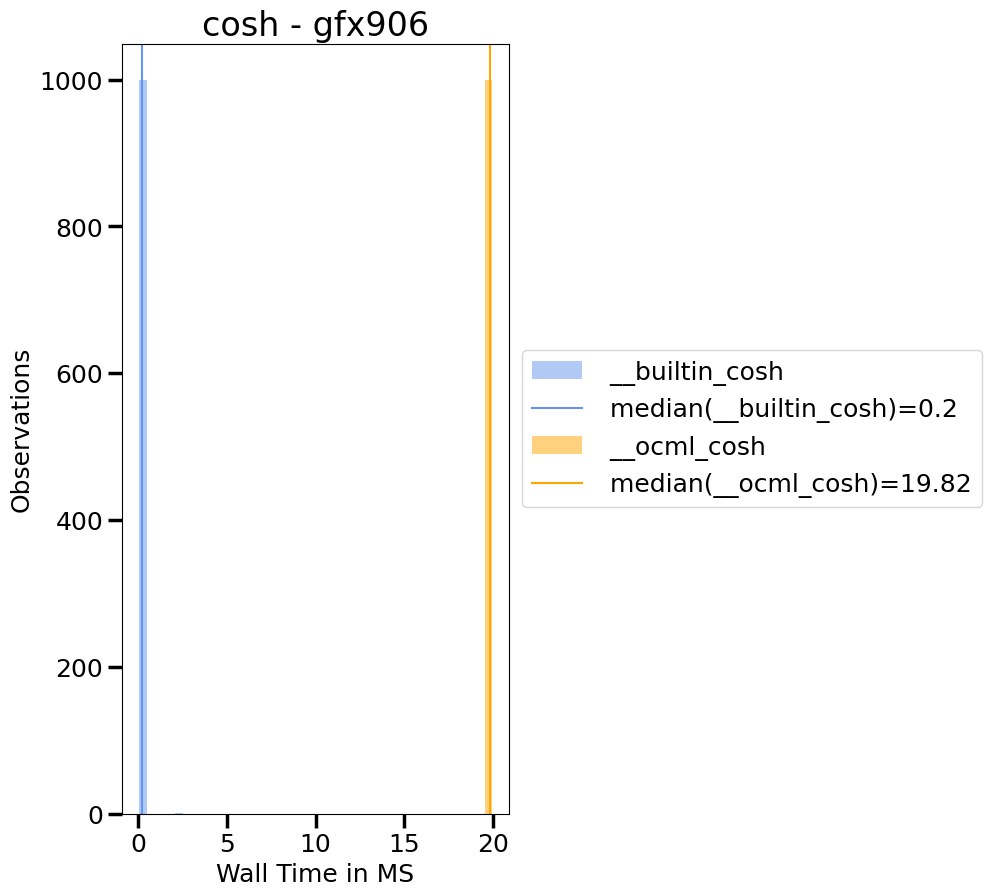 cosh - gfx906
1000
800
600
400
200
0
Observations
0 5 10 15 20
Wall Time in MS
__builtin_cosh
median(__builtin_cosh)=0.2
__ocml_cosh
median(__ocml_cosh)=19.82